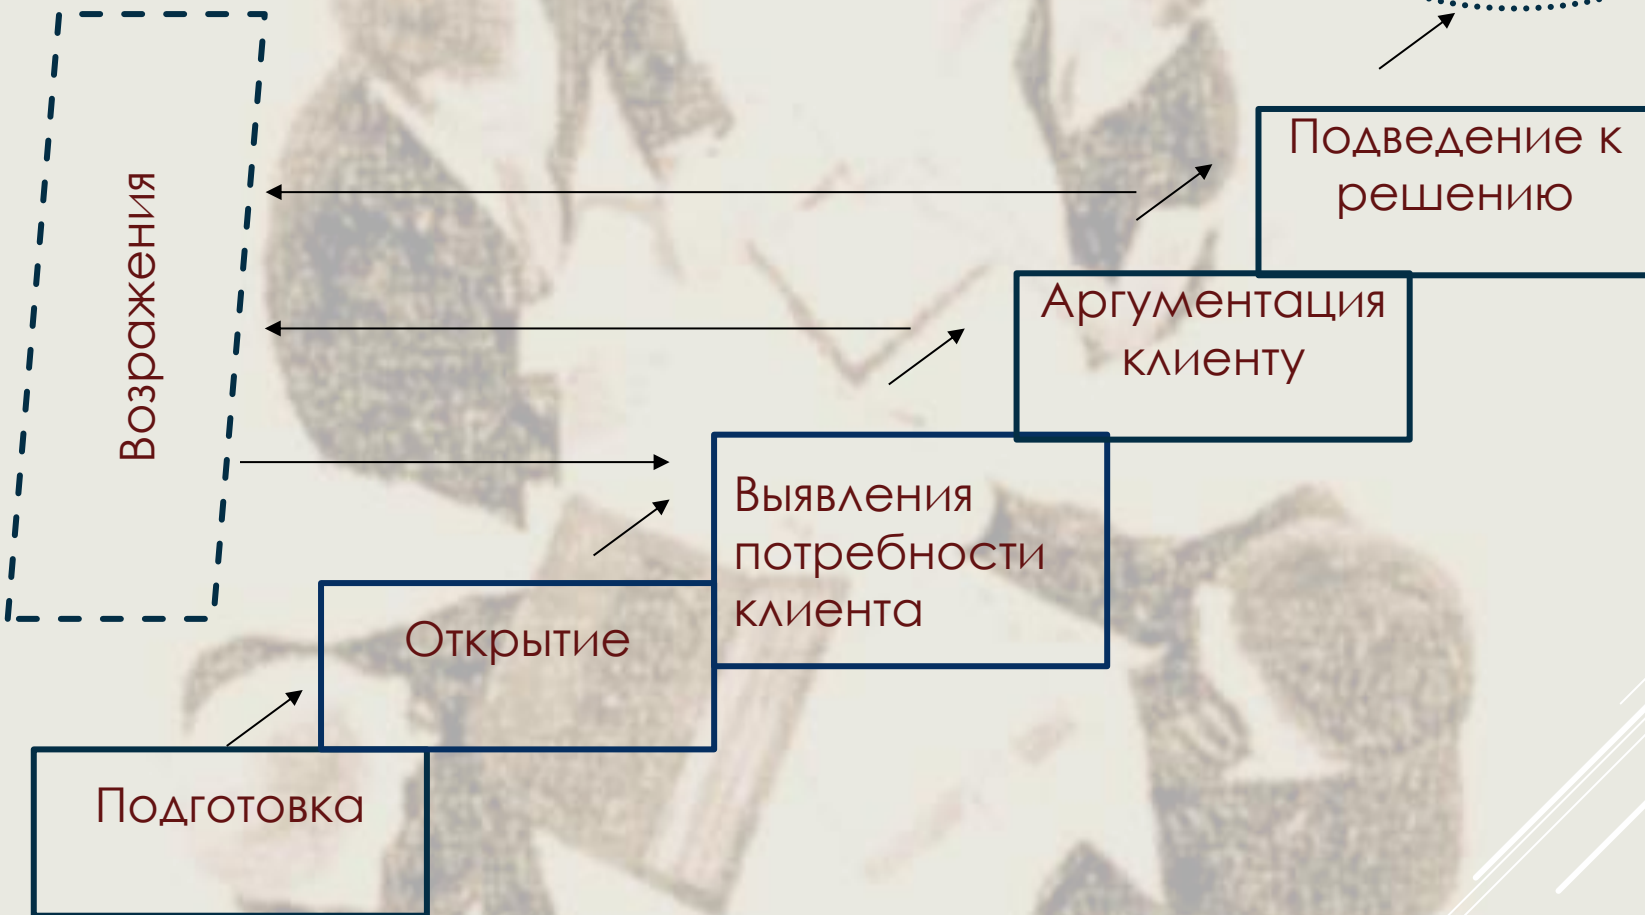 Возражения
Подведение к
решению
Аргументация
клиенту
Выявления
потребности
клиента
Открытие
Подготовка